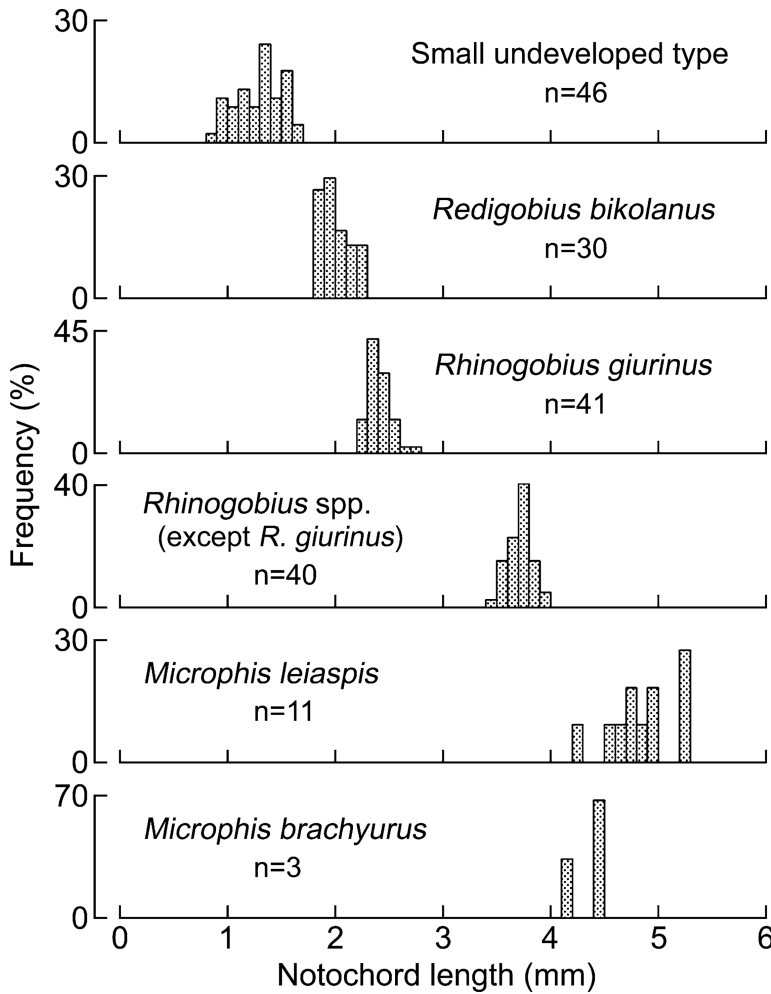 30
Small undeveloped type
n=46
0
30
Redigobius bikolanus
n=30
0
45
Rhinogobius giurinus
n=41
0
Frequency (%)
40
Rhinogobius spp.
(except R. giurinus)
n=40
0
30
Microphis leiaspis
n=11
0
70
Microphis brachyurus
n=3
0
0 1 2 3 4 5 6
Notochord length (mm)